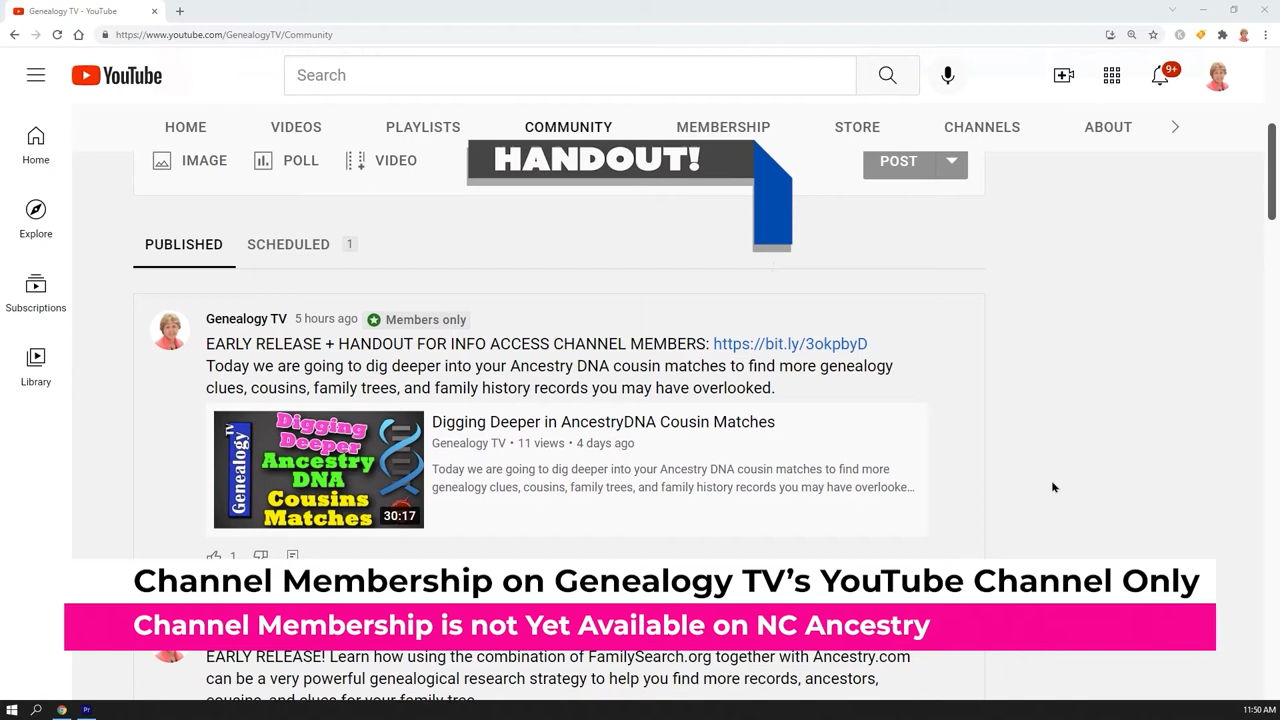 Genealogy TV - YouTube
https://www.youtube.com/GenealogyTV/Community
YouTube
Search
9+
HOME VIDEOS PLAYLISTS COMMUNITY MEMBERSHIP STORE CHANNELS ABOUT
IMAGE POLL VIDEO
HANDOUT!
POST
Home
Explore
Subscriptions
Library
PUBLISHED SCHEDULED 1
Genealogy TV 5 hours ago Members only
EARLY RELEASE + HANDOUT FOR INFO ACCESS CHANNEL MEMBERS: https://bit.ly/3okpbyD
Today we are going to dig deeper into your Ancestry DNA cousin matches to find more genealogy
clues, cousins, family trees, and family history records you may have overlooked.
Genealogy TV
Digging
Deeper
Ancestry
DNA
Cousins
Matches
30:17
Digging Deeper in AncestryDNA Cousin Matches
Genealogy TV • 11 views • 4 days ago
Today we are going to dig deeper into your Ancestry DNA cousin matches to find more
genealogy clues, cousins, family trees, and family history records you may have overlooke...
1
Channel Membership on Genealogy TV’s YouTube Channel Only
Channel Membership is not Yet Available on NC Ancestry
EARLY RELEASE! Learn how using the combination of FamilySearch.org together with Ancestry.com
can be a very powerful genealogical research strategy to help you find more records, ancestors,
cousins, and clues for your family tree.
11:50 AM